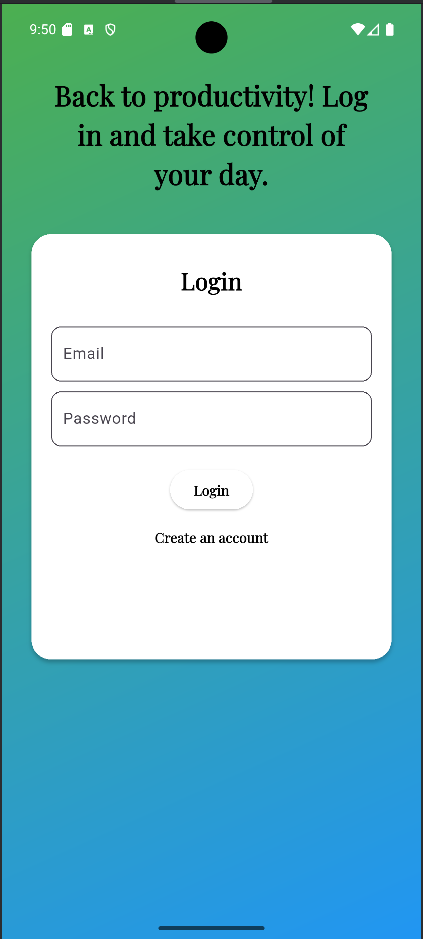 9:50
Back to productivity! Log
in and take control of
your day.
Login
Email
Password
Login
Create an account